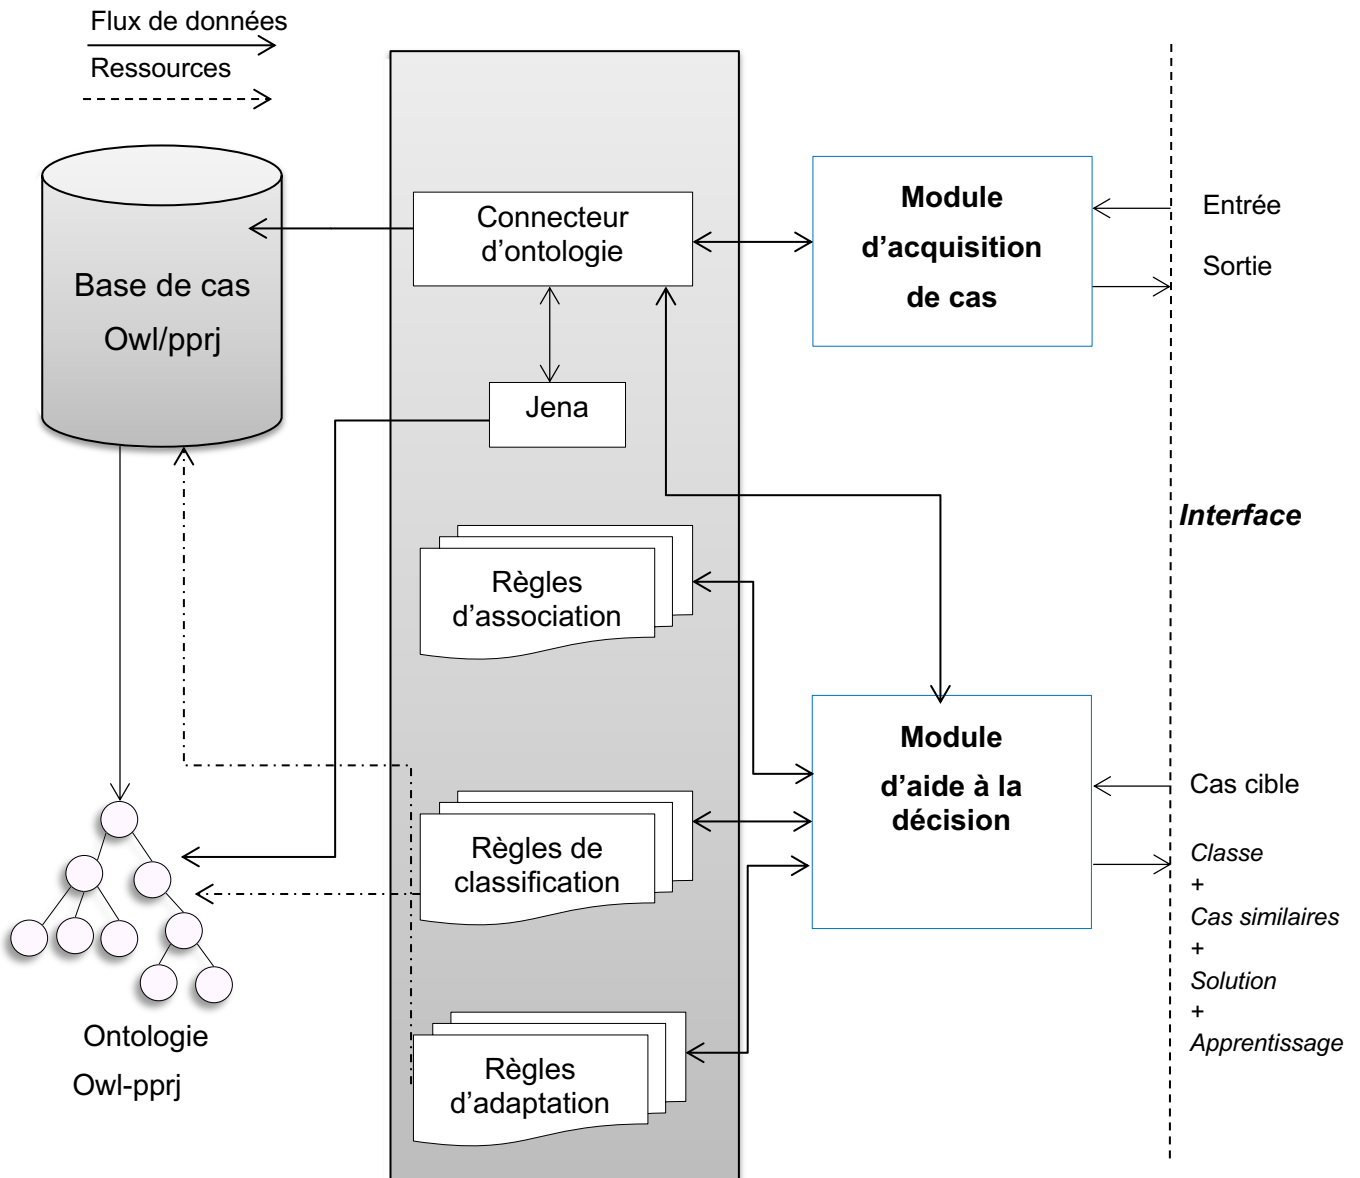 Flux de données
Ressources
Base de cas
Owl/pprj
Connecteur
d'ontologie
Jena
Module
d'acquisition
de cas
Entrée
Sortie
Interface
Règles
d'association
Règles de
classification
Règles
d'adaptation
Module
d'aide à la
décision
Cas cible
Classe
+
Cas similaires
+
Solution
+
Apprentissage
Ontologie
Owl-pprj